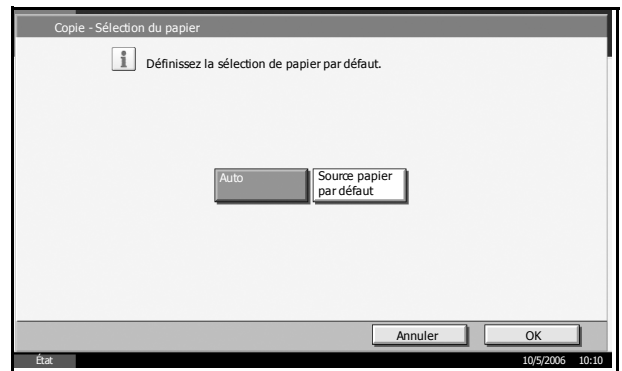 Copie - Sélection du papier
Définissez la sélection de papier par défaut.
Auto
Source papier
par défaut
Annuler
OK
État
10/5/2006 10:10